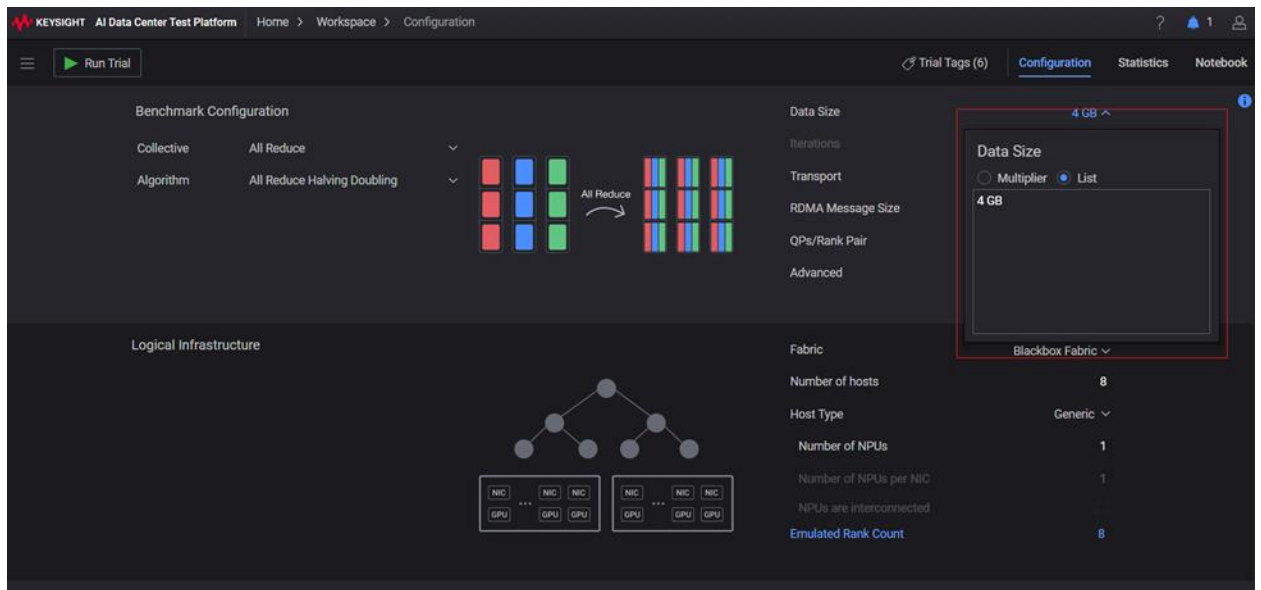 KEYSIGHT AI Data Center Test Platform Home > Workspace > Configuration ? 1
Run Trial Trial Tags (6) Configuration Statistics Notebook
Benchmark Configuration
Collective All Reduce
Algorithm All Reduce Halving Doubling
All Reduce
Data Size 4 GB
Iterations
Transport
RDMA Message Size
QPs/Rank Pair
Advanced
Data Size
Multiplier List
4 GB
Logical Infrastructure
NIC ... NIC NIC NIC ... NIC NIC
GPU GPU GPU GPU GPU GPU
Fabric Blackbox Fabric
Number of hosts 8
Host Type Generic
Number of NPUs 1
Number of NPUs per NIC 1
NPUs are interconnected
Emulated Rank Count 8